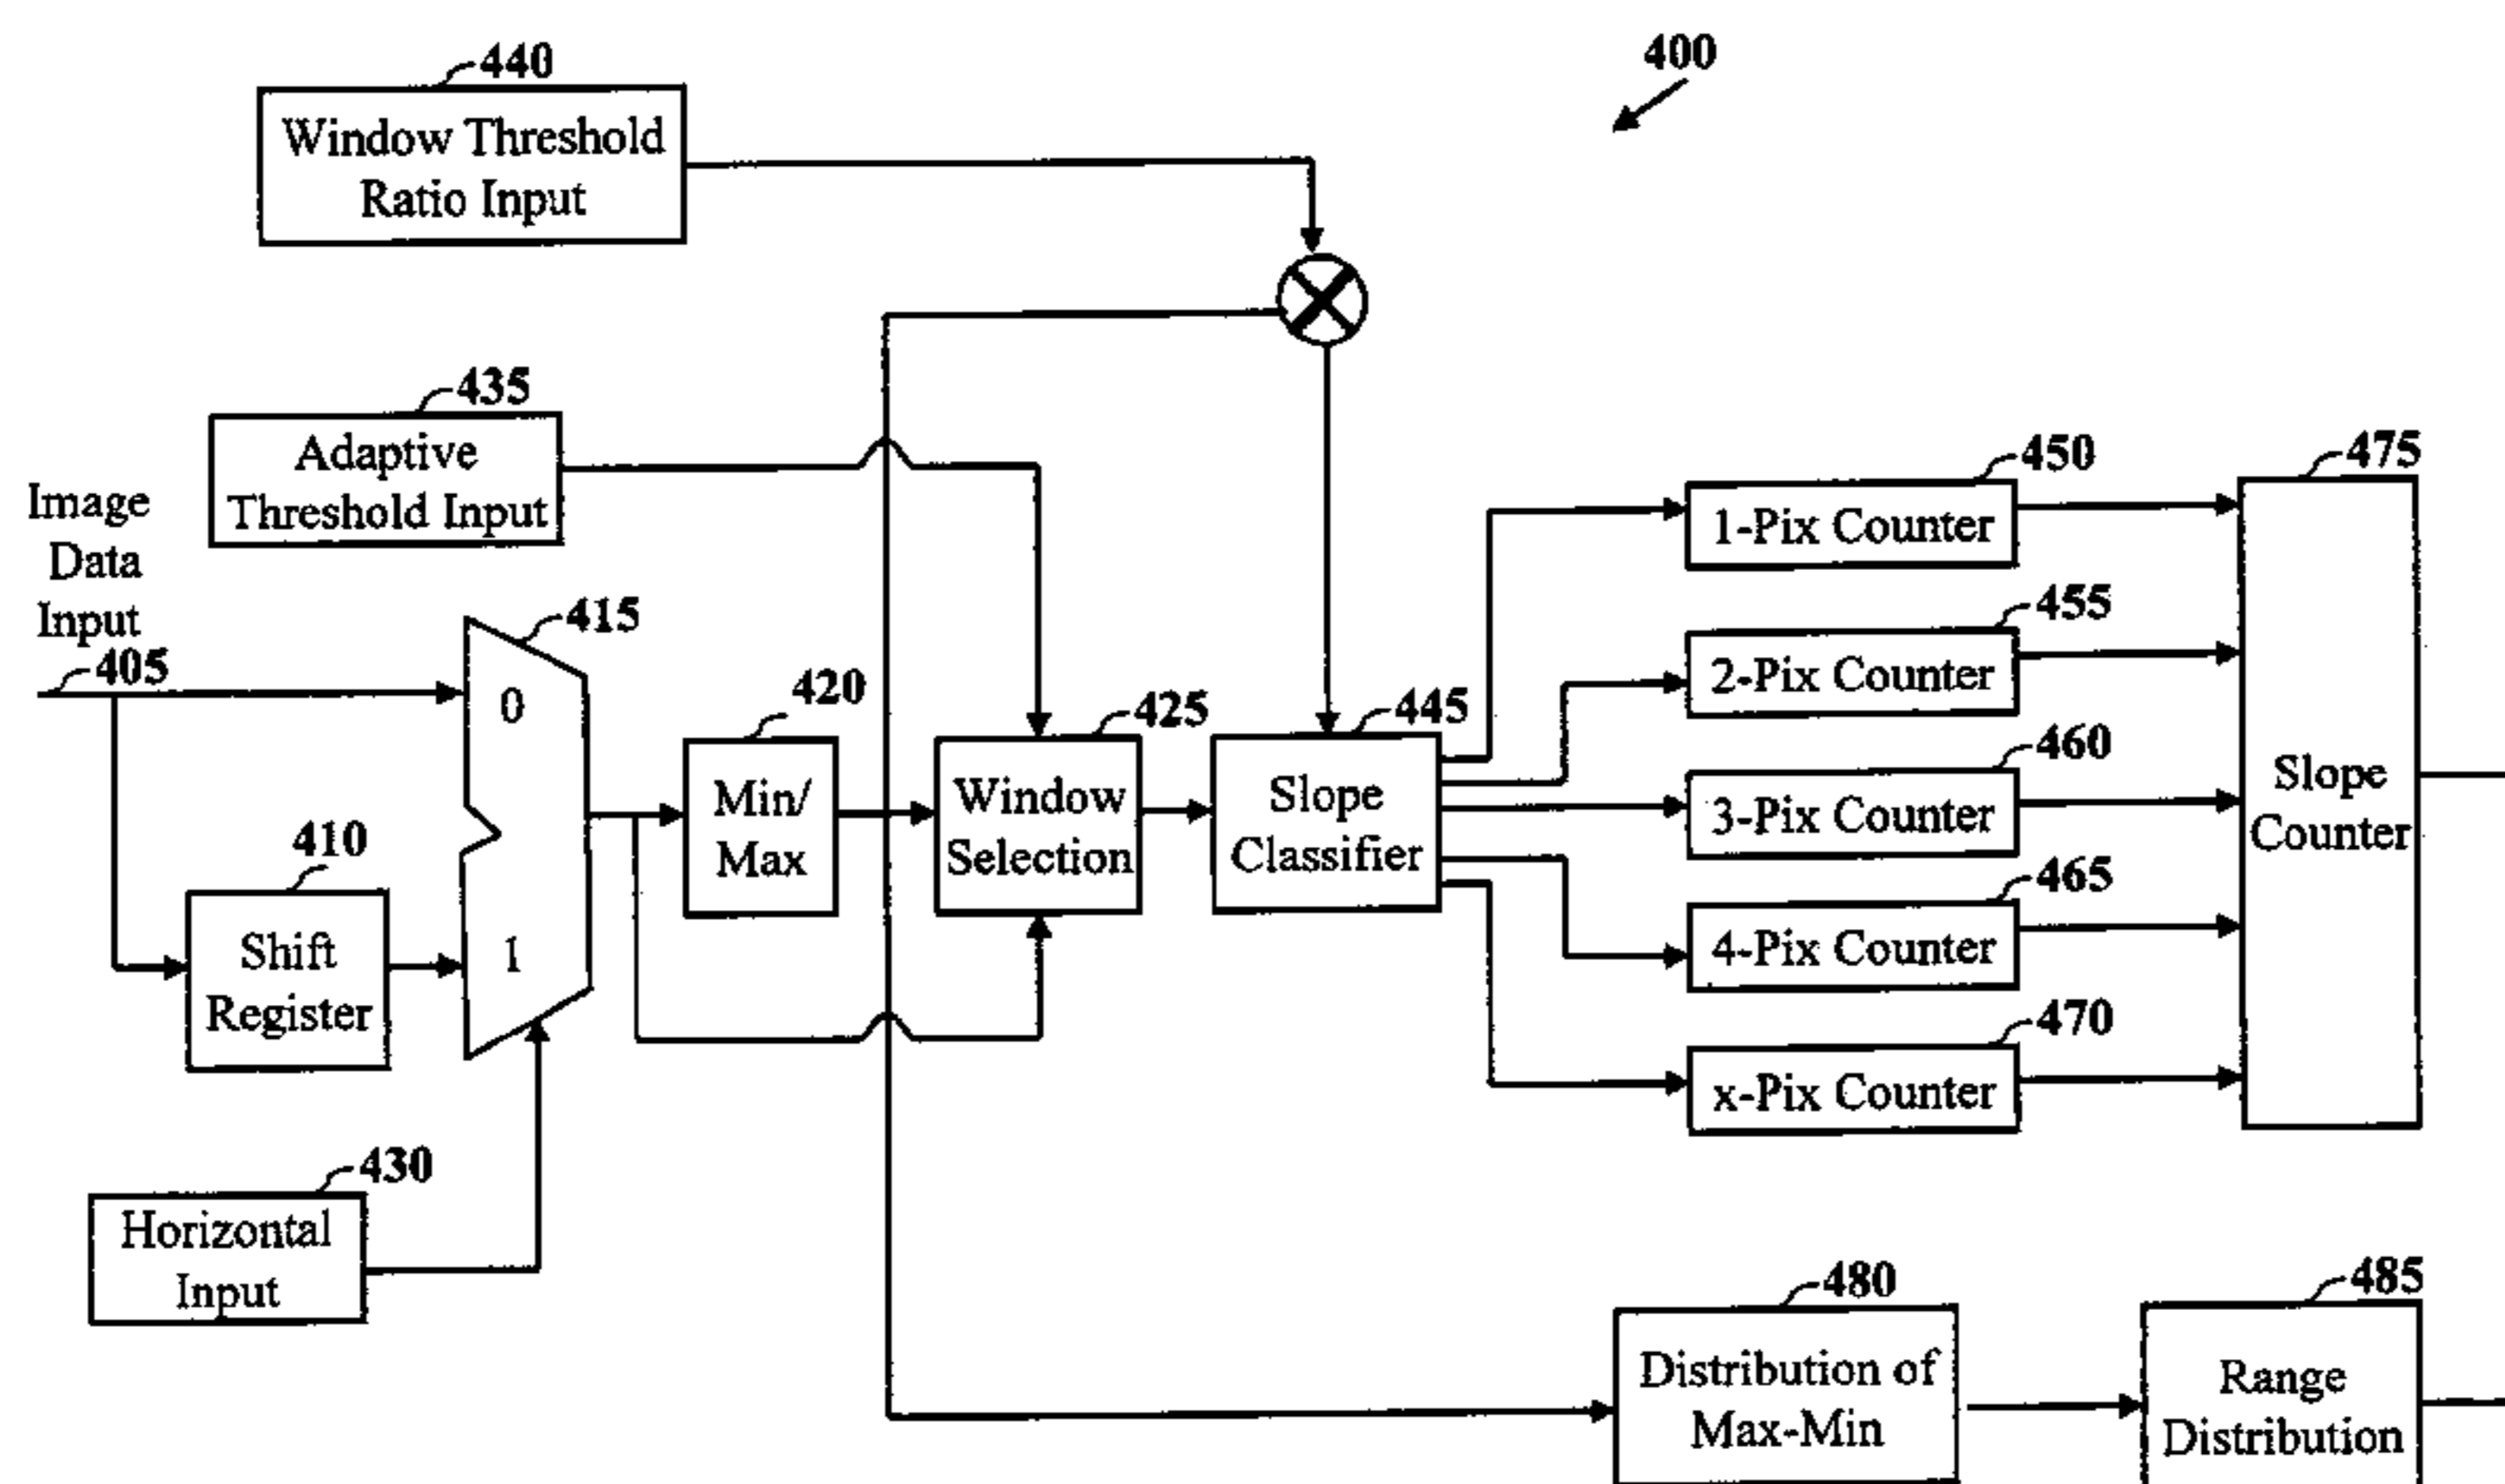 400
440
Window Threshold
Ratio Input
435
Adaptive
Threshold Input
Image
Data
Input
405
415
0
1
410
Shift
Register
430
Horizontal
Input
420
Min/
Max
425
Window
Selection
445
Slope
Classifier
450
1-Pix Counter
455
2-Pix Counter
460
3-Pix Counter
465
4-Pix Counter
470
x-Pix Counter
475
Slope
Counter
480
Distribution of
Max-Min
485
Range
Distribution